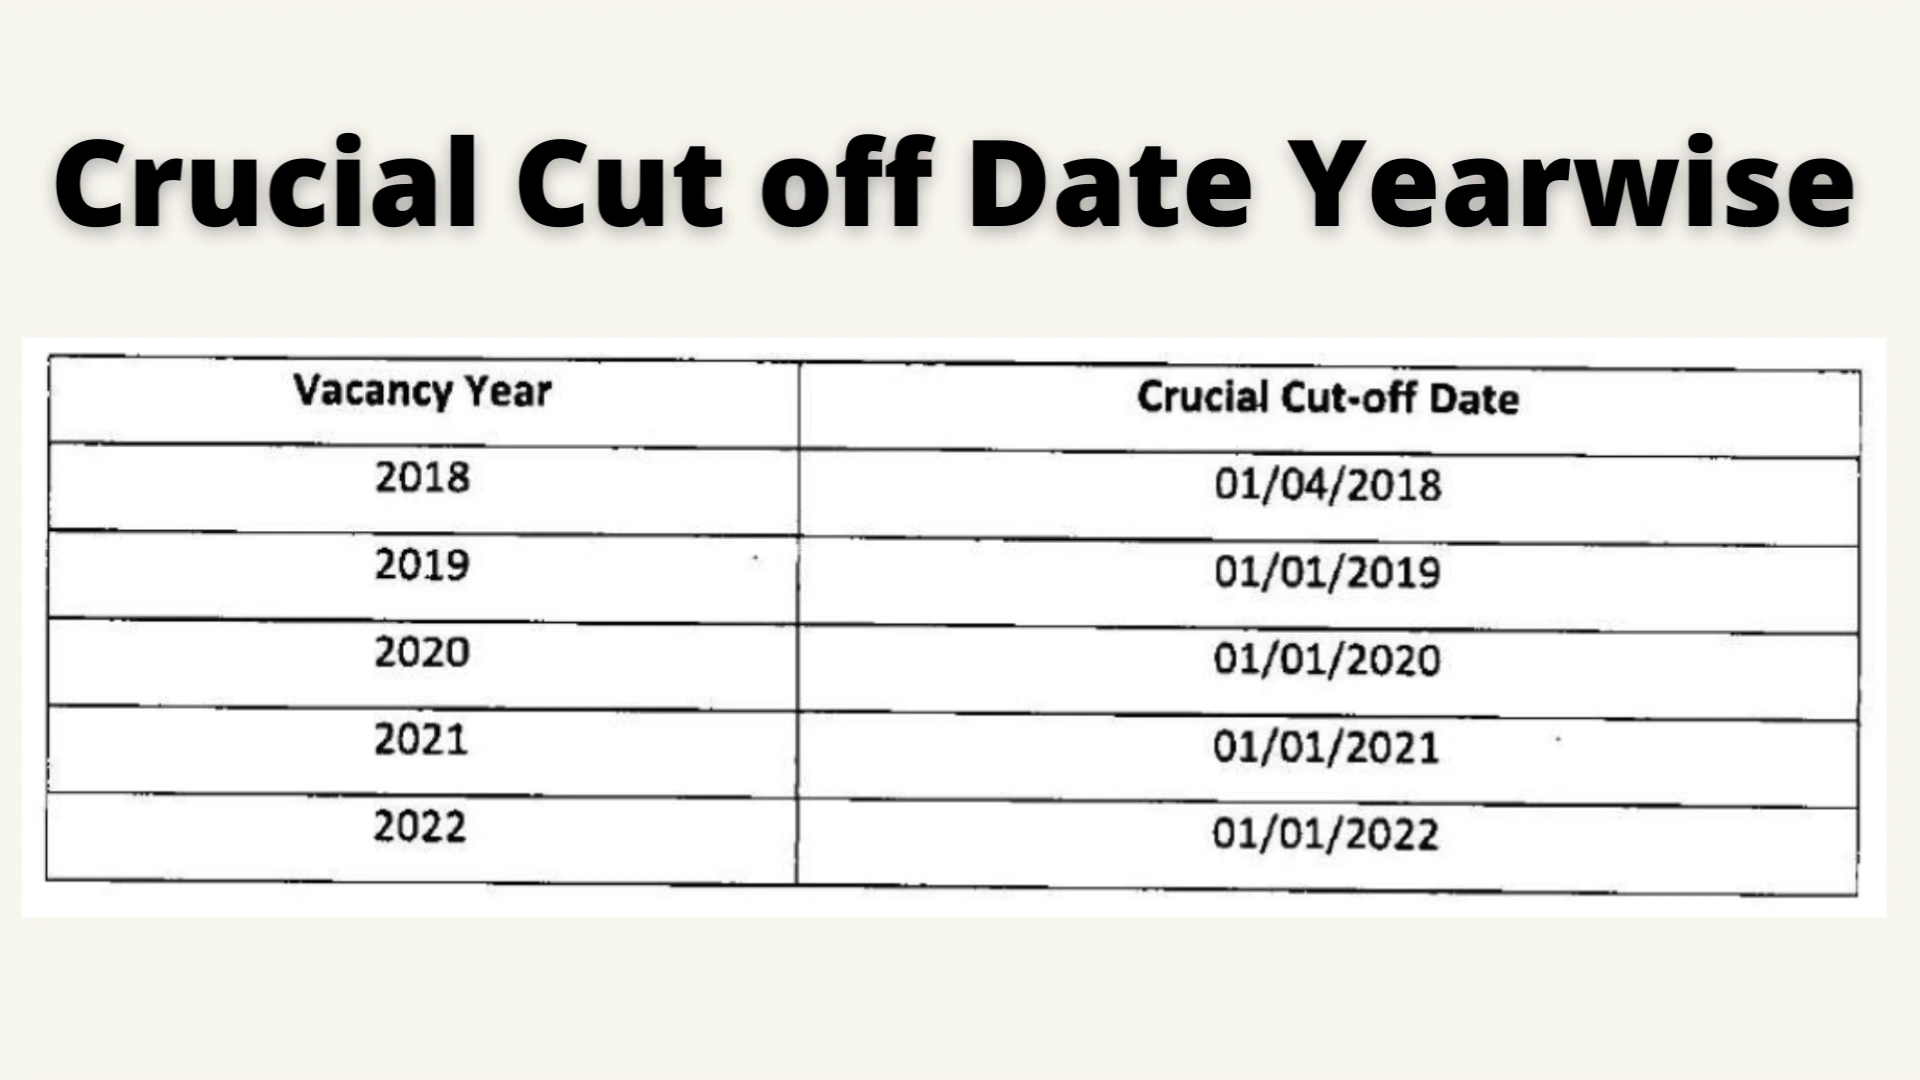 Crucial Cut off Date Yearwise
Vacancy Year Crucial Cut-off Date
2018 01/04/2018
2019 01/01/2019
2020 01/01/2020
2021 01/01/2021
2022 01/01/2022